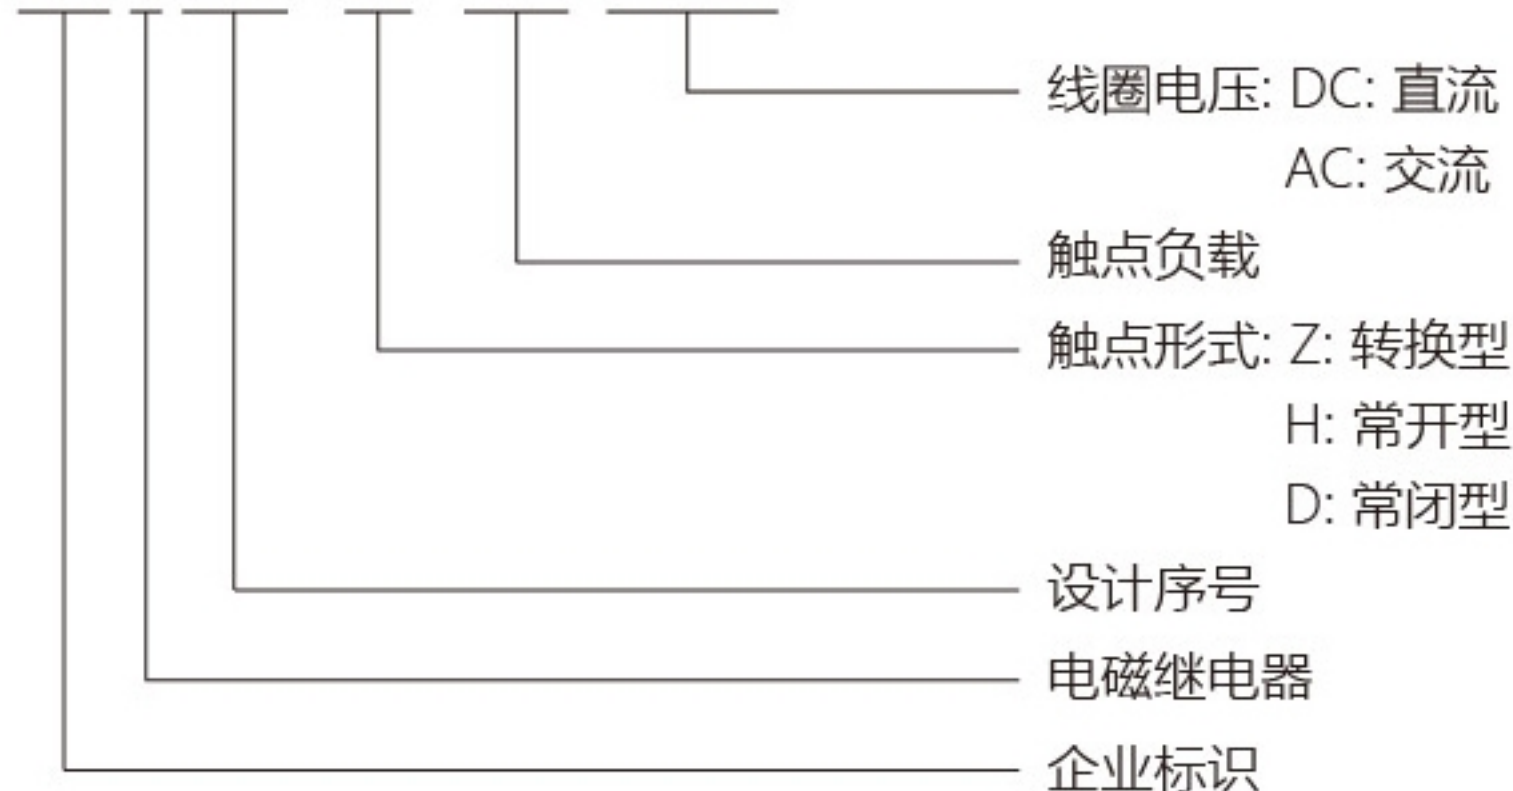 线圈电压: DC: 直流
AC: 交流
触点负载
触点形式: Z: 转换型
H: 常开型
D: 常闭型
设计序号
电磁继电器
企业标识